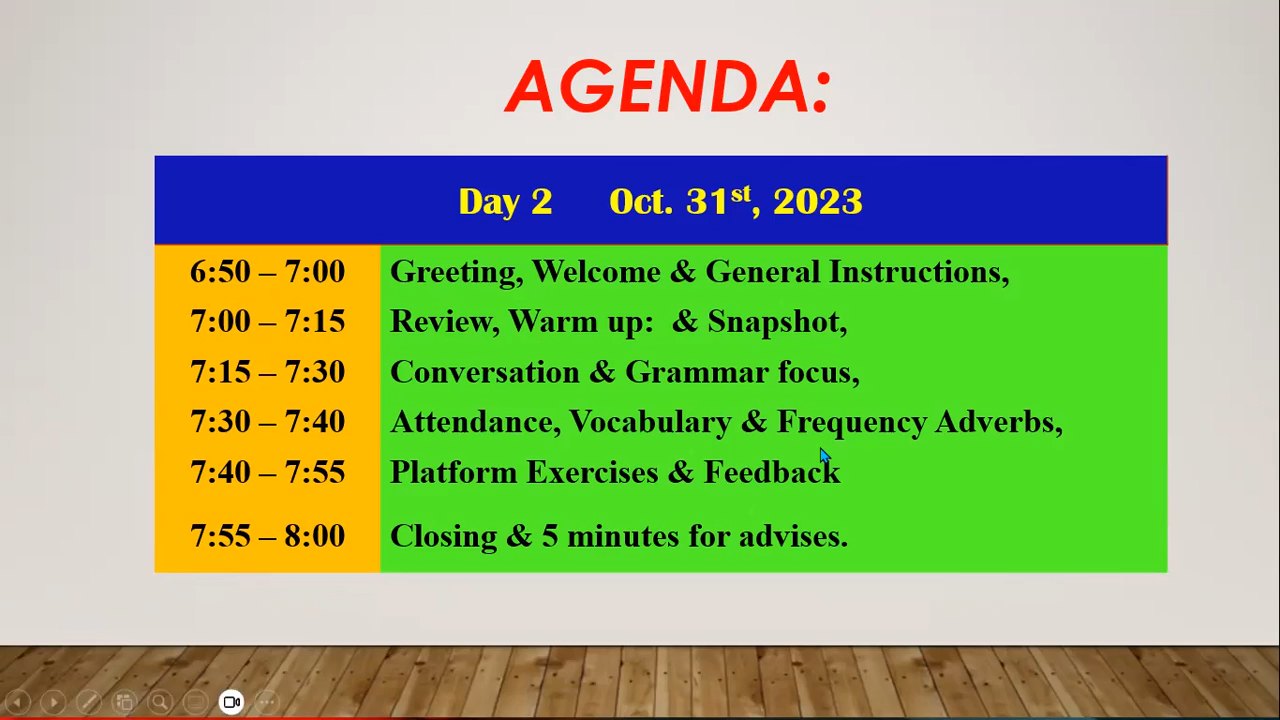 AGENDA:
Day 2 Oct. 31st, 2023
6:50 – 7:00 Greeting, Welcome & General Instructions,
7:00 – 7:15 Review, Warm up: & Snapshot,
7:15 – 7:30 Conversation & Grammar focus,
7:30 – 7:40 Attendance, Vocabulary & Frequency Adverbs,
7:40 – 7:55 Platform Exercises & Feedback
7:55 – 8:00 Closing & 5 minutes for advises.